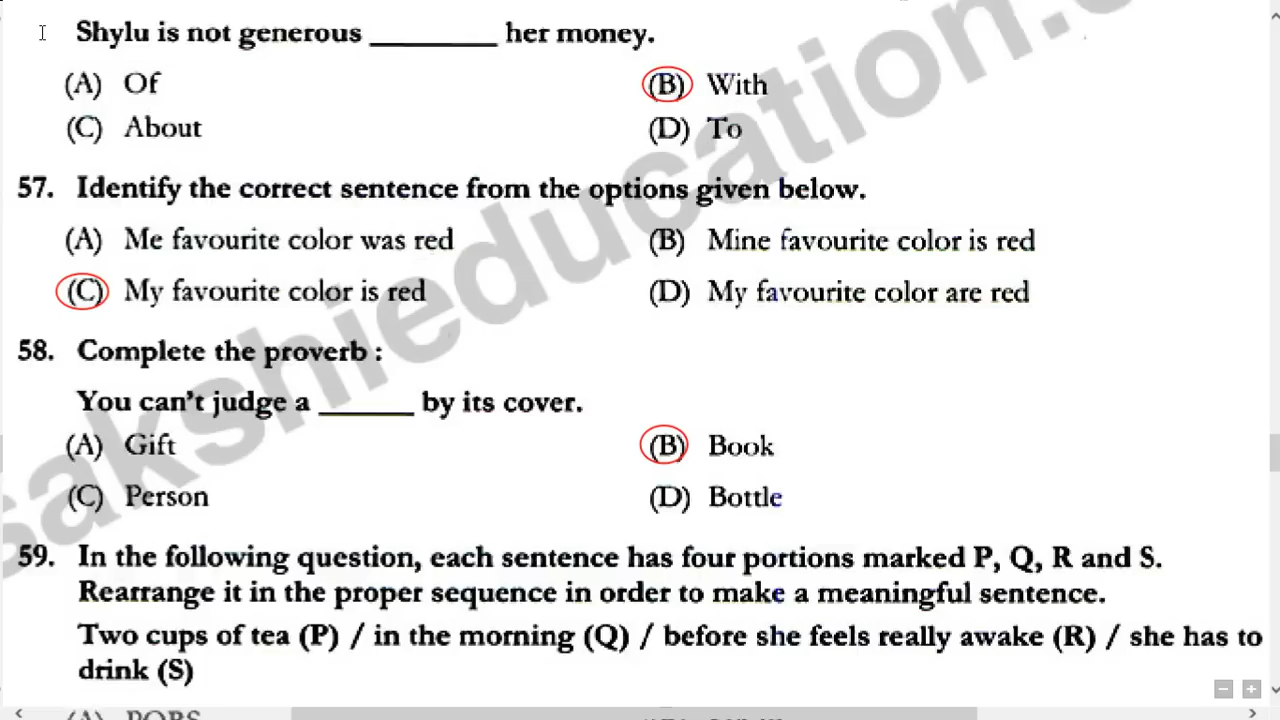 Shylu is not generous ________ her money.
(A) Of (B) With
(C) About (D) To
57. Identify the correct sentence from the options given below.
(A) Me favourite color was red (B) Mine favourite color is red
(C) My favourite color is red (D) My favourite color are red
58. Complete the proverb :
You can't judge a ______ by its cover.
(A) Gift (B) Book
(C) Person (D) Bottle
59. In the following question, each sentence has four portions marked P, Q, R and S.
Rearrange it in the proper sequence in order to make a meaningful sentence.
Two cups of tea (P) / in the morning (Q) / before she feels really awake (R) / she has to
drink (S)
sakshieducation.c